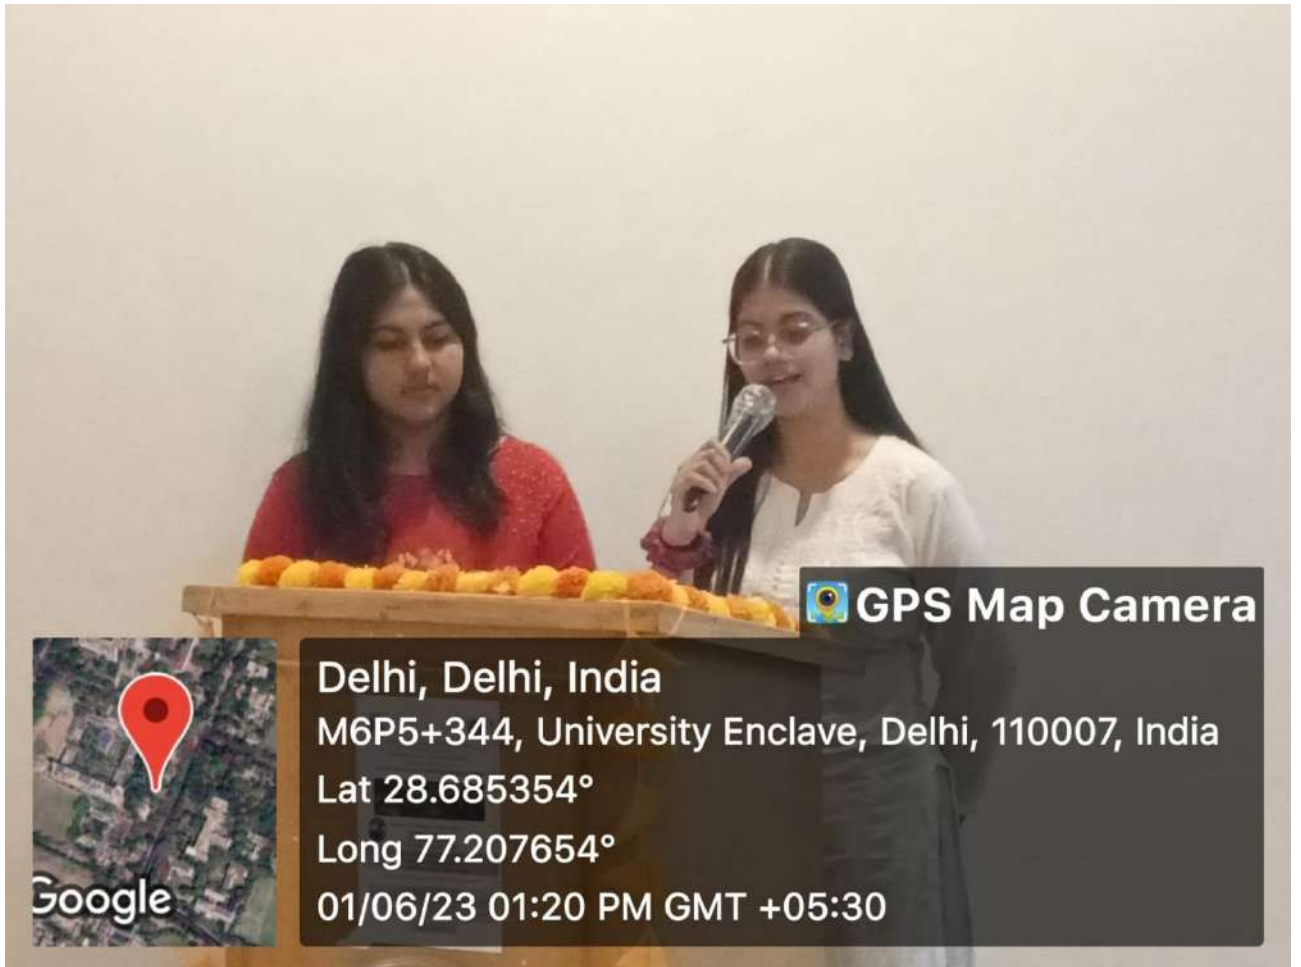 GPS Map Camera
Delhi, Delhi, India
M6P5+344, University Enclave, Delhi, 110007, India
Lat 28.685354°
Long 77.207654°
01/06/23 01:20 PM GMT +05:30
Google